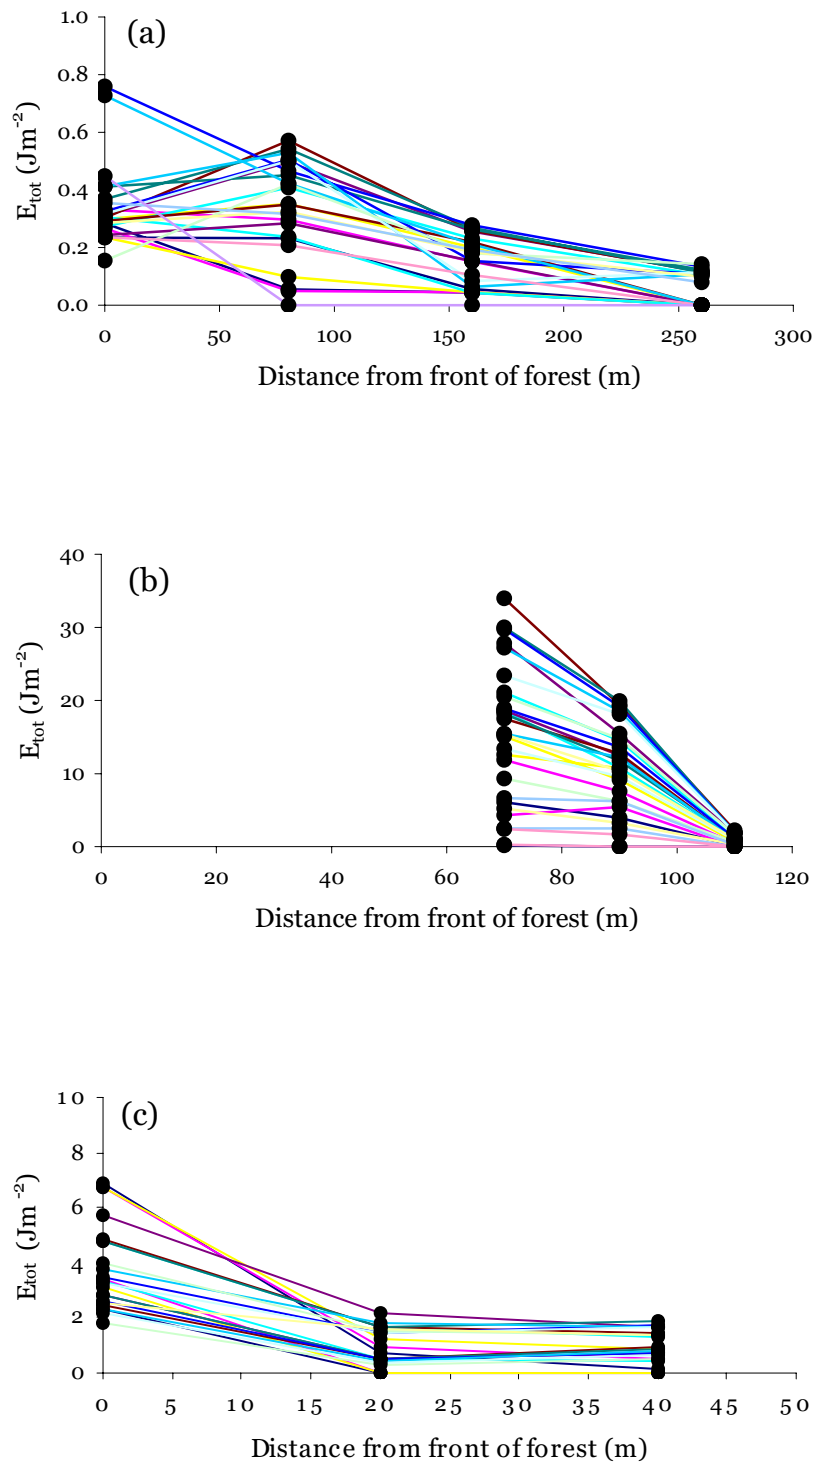 (a)
1.0
0.8
0.6
0.4
0.2
0.0
E_tot (Jm^-2)
0 50 100 150 200 250 300
Distance from front of forest (m)
(b)
40
30
20
10
0
E_tot (Jm^-2)
0 20 40 60 80 100 120
Distance from front of forest (m)
(c)
10
8
6
4
2
0
E_tot (Jm^-2)
0 5 10 15 20 25 30 35 40 45 50
Distance from front of forest (m)